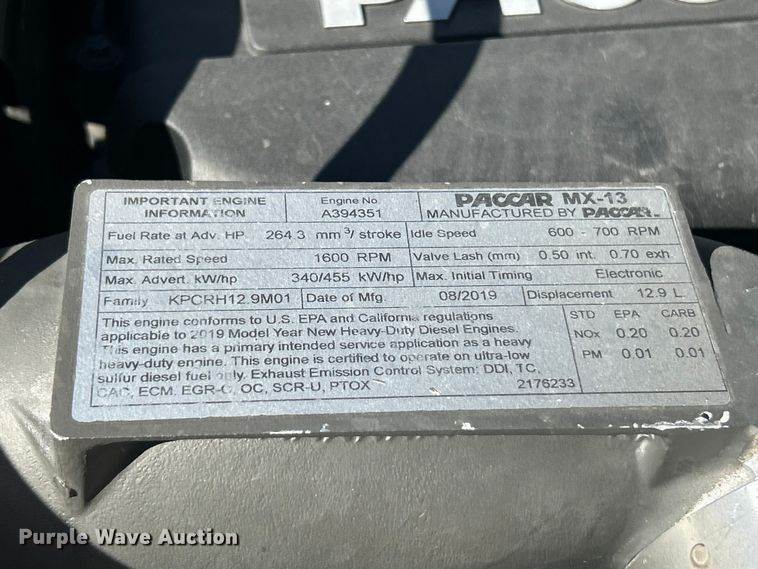 PACC
IMPORTANT ENGINE INFORMATION
Engine No. A394351
PACCAR MX-13
MANUFACTURED BY PACCAR
Fuel Rate at Adv. HP 264.3 mm³/ stroke
Idle Speed 600 - 700 RPM
Max. Rated Speed 1600 RPM
Valve Lash (mm) 0.50 int. 0.70 exh.
Max. Advert. kW/hp 340/455 kW/hp
Max. Initial Timing Electronic
Family KPCRH12.9M01
Date of Mfg. 08/2019
Displacement 12.9 L
This engine conforms to U.S. EPA and California regulations
applicable to 2019 Model Year New Heavy-Duty Diesel Engines.
This engine has a primary intended service application as a heavy
heavy-duty engine. This engine is certified to operate on ultra-low
sulfur diesel fuel only. Exhaust Emission Control System: DDI, TC,
CAC, ECM, EGR-C, OC, SCR-U, PTOX
2176233
STD EPA CARB
NOx 0.20 0.20
PM 0.01 0.01
Purple Wave Auction